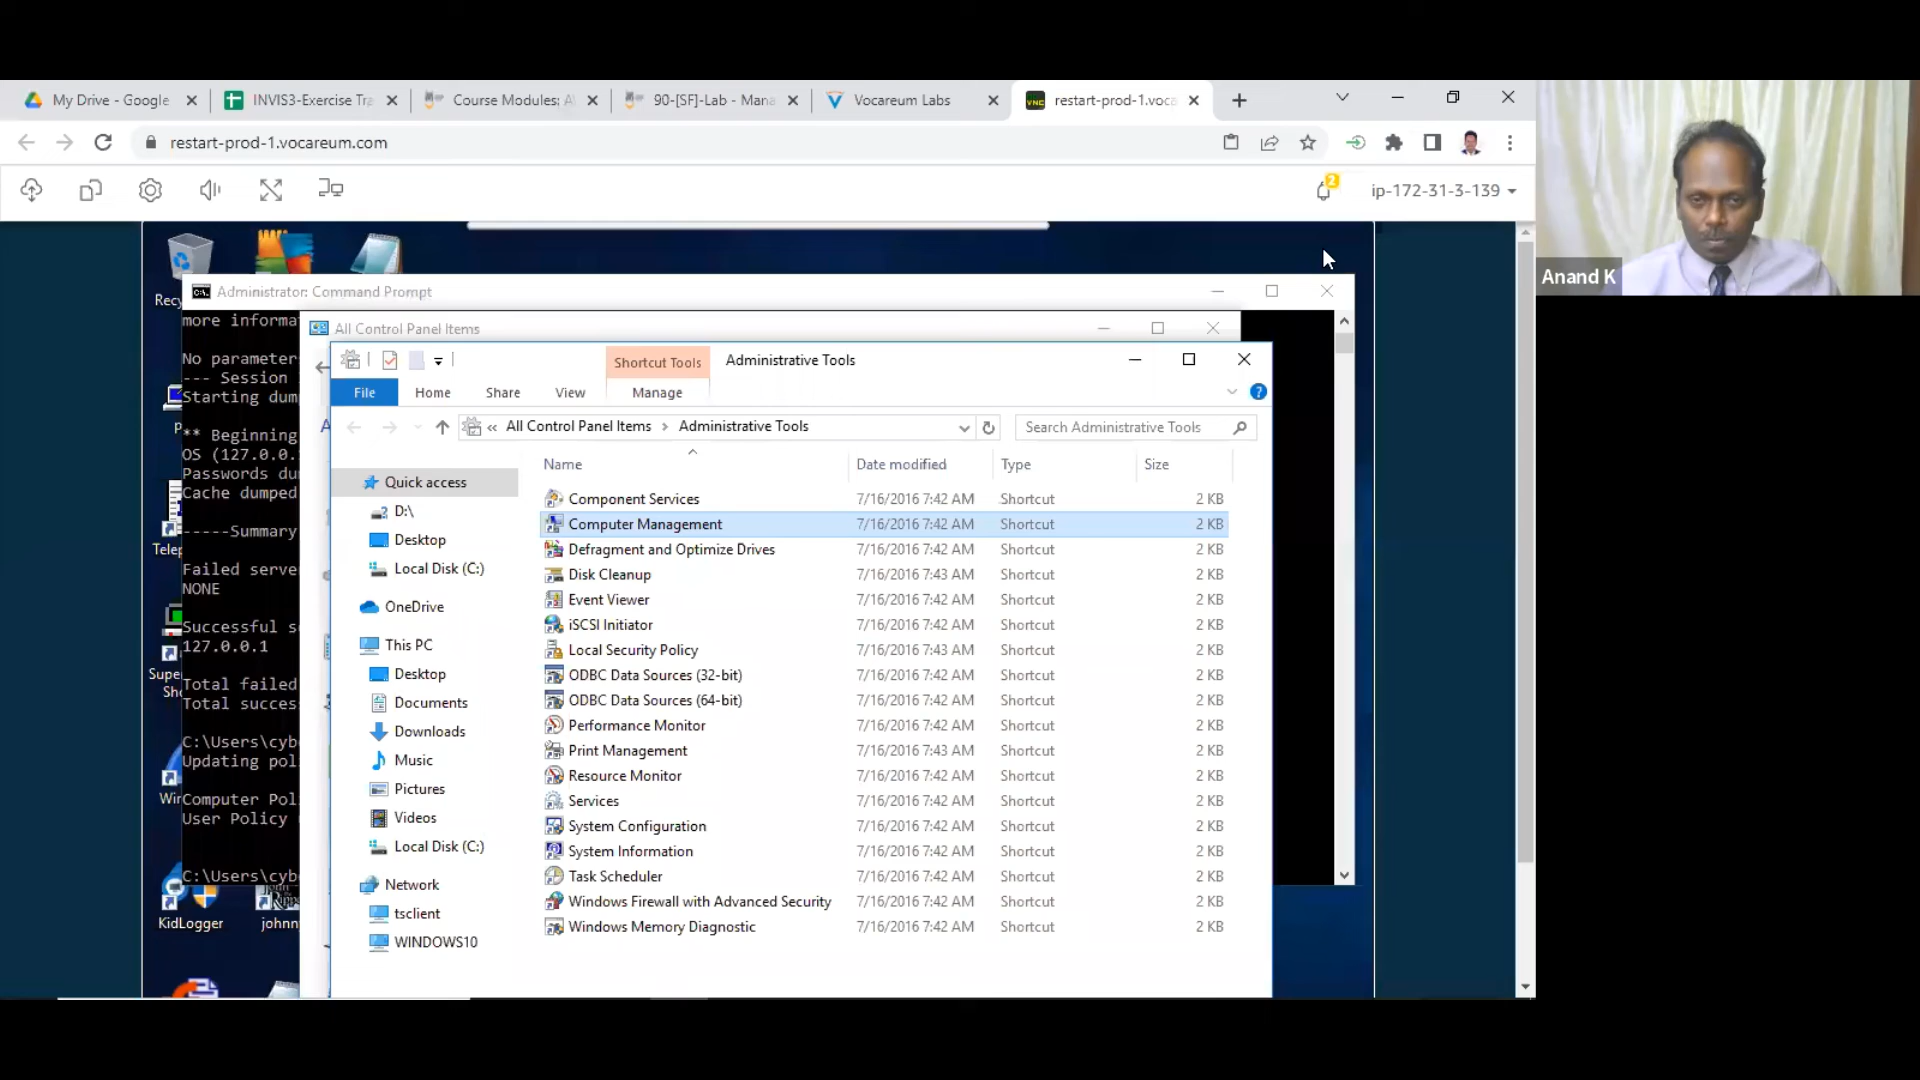 My Drive - Google
INVIS3-Exercise Tra
Course Modules: A
90-[SF]-Lab - Mana
Vocareum Labs
restart-prod-1.voca
restart-prod-1.vocareum.com
2
ip-172-31-3-139
Anand K
Recy
Administrator: Command Prompt
more informa
All Control Panel Items
No parameter
--- Session
Starting dum
Shortcut Tools
Administrative Tools
File
Home
Share
View
Manage
** Beginning
OS (127.0.0.
Passwords du
Cache dumped
« All Control Panel Items > Administrative Tools
Search Administrative Tools
Name
Date modified
Type
Size
-----Summary
Failed serve
NONE
Successful s
127.0.0.1
Total failed
Total succes
C:\Users\cyb
Updating pol
Computer Pol
User Policy
C:\Users\cyb
Telep
Supe
Sh
Wir
KidLogger
johnn
Quick access
D:\
Desktop
Local Disk (C:)
OneDrive
This PC
Desktop
Documents
Downloads
Music
Pictures
Videos
Local Disk (C:)
Network
tsclient
WINDOWS10
Component Services 7/16/2016 7:42 AM Shortcut 2 KB
Computer Management 7/16/2016 7:42 AM Shortcut 2 KB
Defragment and Optimize Drives 7/16/2016 7:42 AM Shortcut 2 KB
Disk Cleanup 7/16/2016 7:43 AM Shortcut 2 KB
Event Viewer 7/16/2016 7:42 AM Shortcut 2 KB
iSCSI Initiator 7/16/2016 7:42 AM Shortcut 2 KB
Local Security Policy 7/16/2016 7:43 AM Shortcut 2 KB
ODBC Data Sources (32-bit) 7/16/2016 7:42 AM Shortcut 2 KB
ODBC Data Sources (64-bit) 7/16/2016 7:42 AM Shortcut 2 KB
Performance Monitor 7/16/2016 7:42 AM Shortcut 2 KB
Print Management 7/16/2016 7:43 AM Shortcut 2 KB
Resource Monitor 7/16/2016 7:42 AM Shortcut 2 KB
Services 7/16/2016 7:42 AM Shortcut 2 KB
System Configuration 7/16/2016 7:42 AM Shortcut 2 KB
System Information 7/16/2016 7:42 AM Shortcut 2 KB
Task Scheduler 7/16/2016 7:42 AM Shortcut 2 KB
Windows Firewall with Advanced Security 7/16/2016 7:42 AM Shortcut 2 KB
Windows Memory Diagnostic 7/16/2016 7:42 AM Shortcut 2 KB